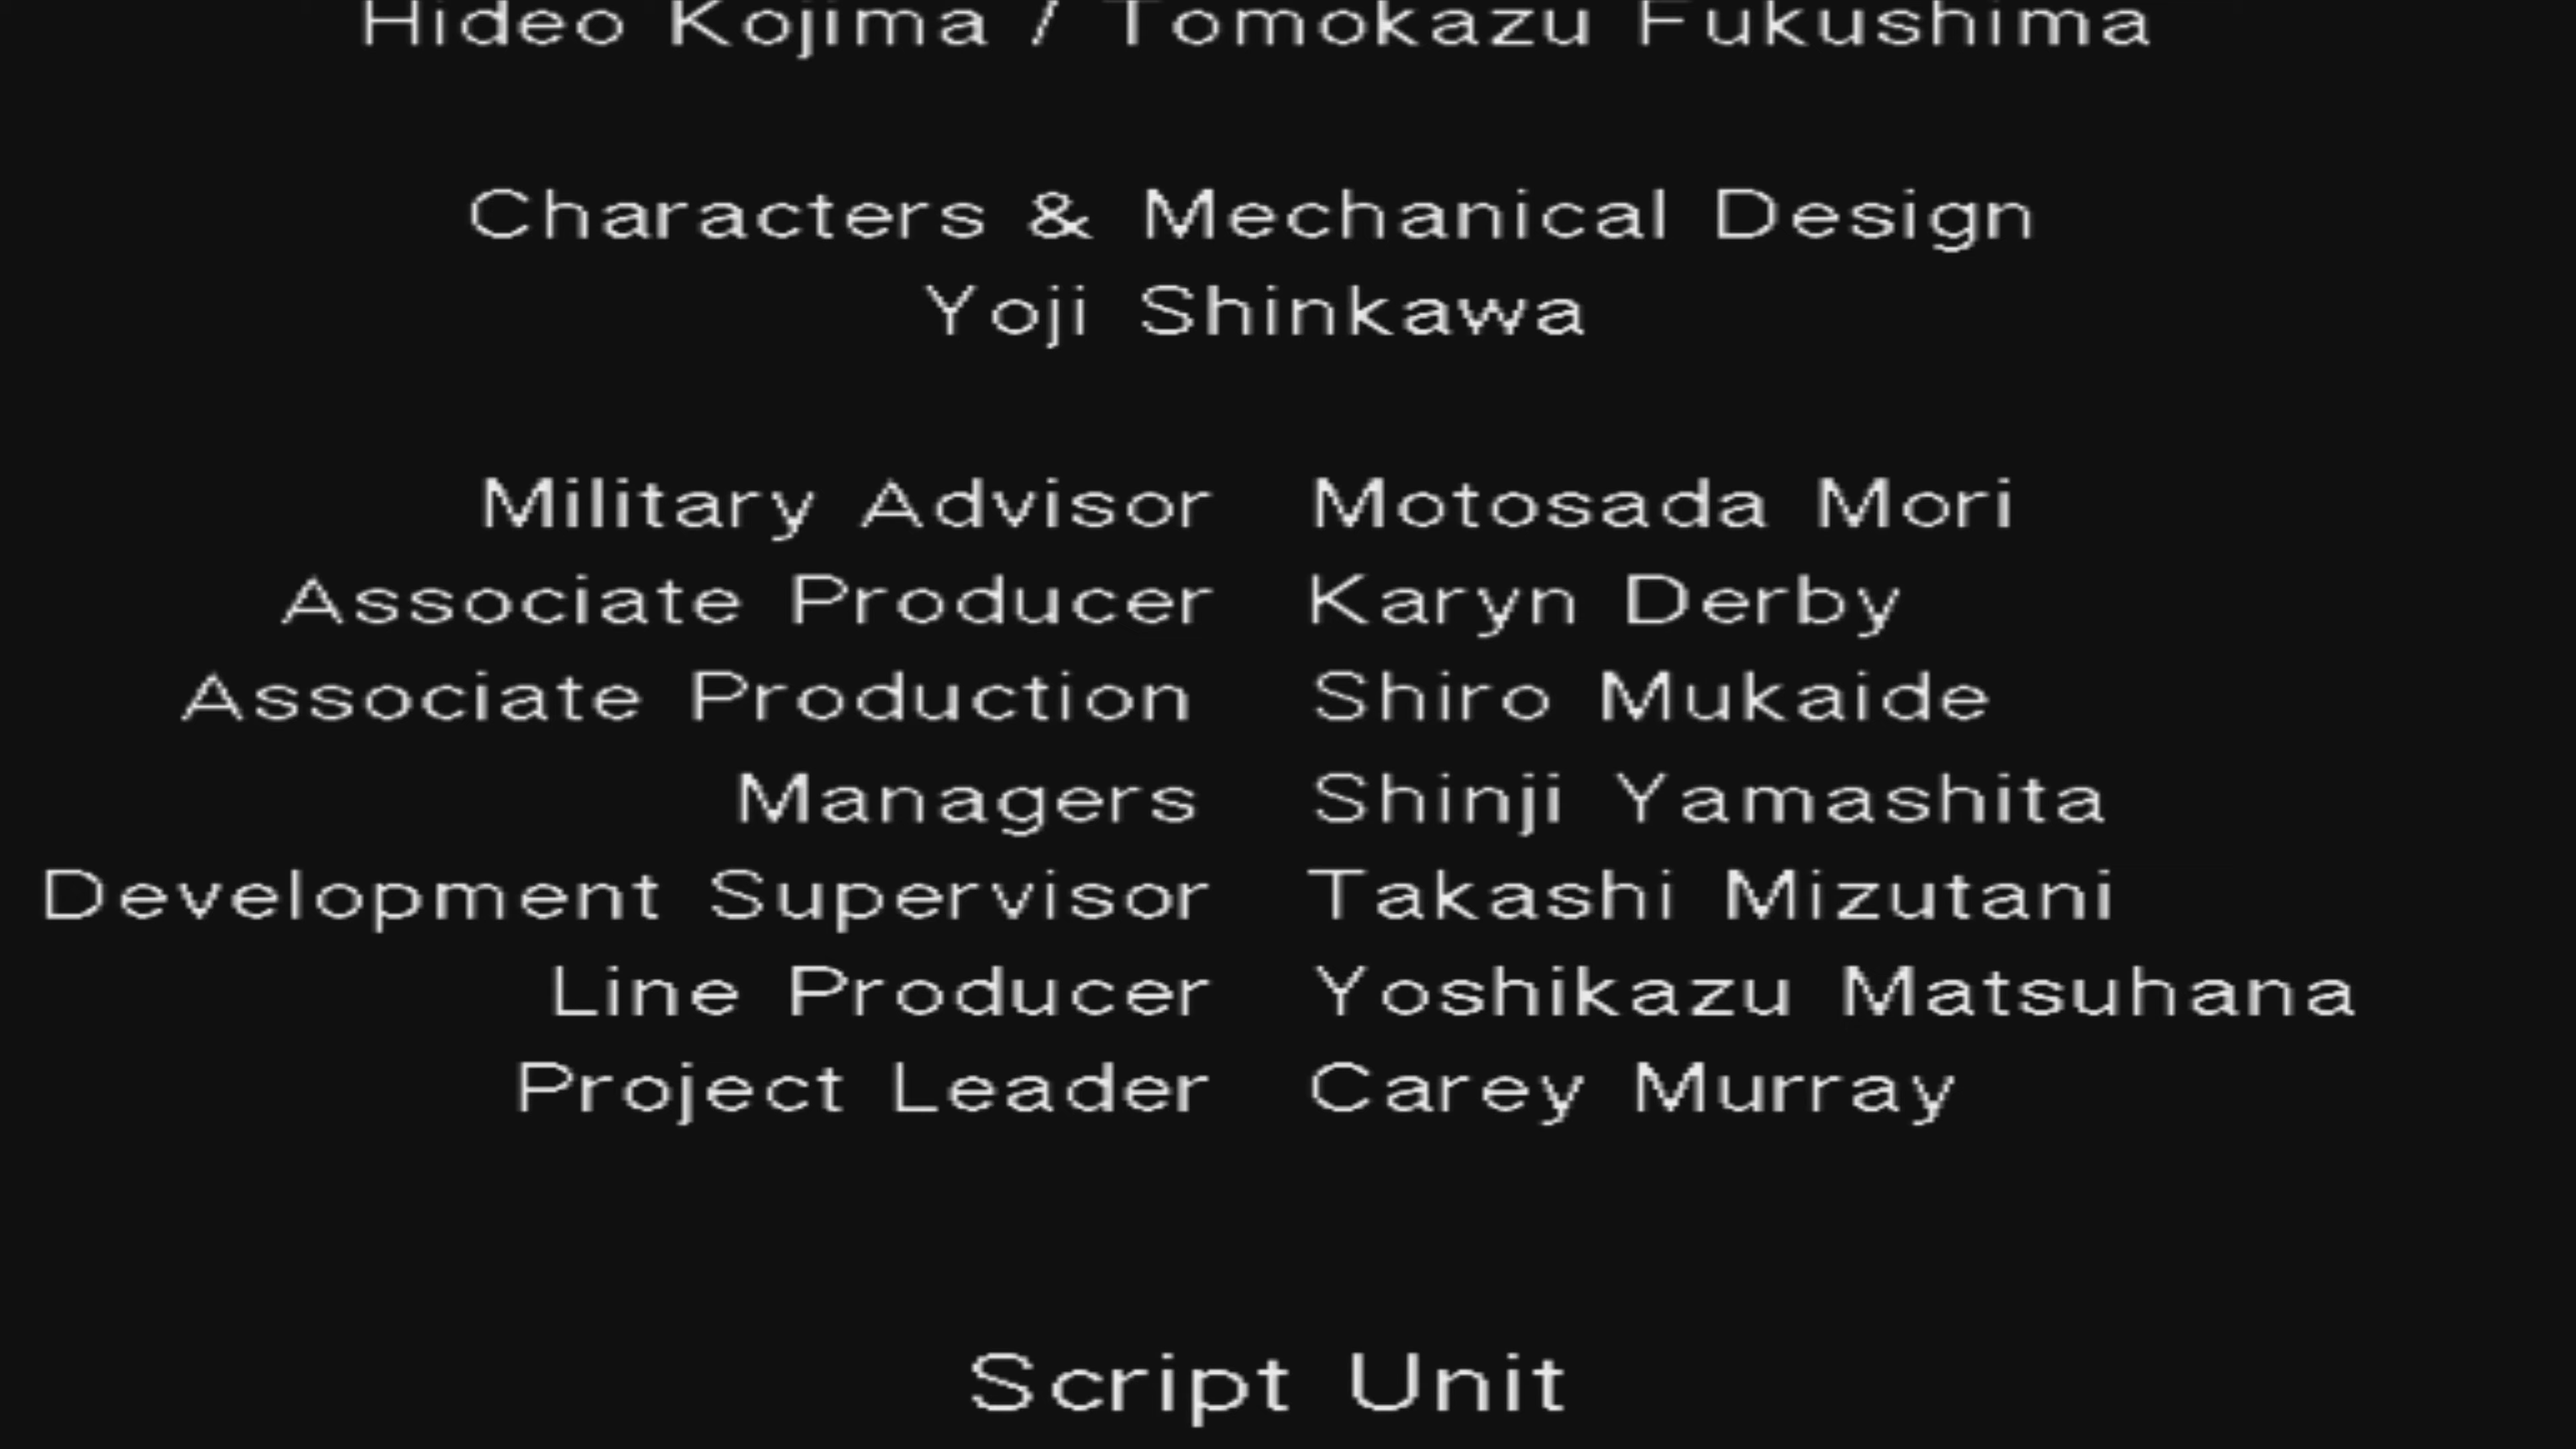 Hideo Kojima / Tomokazu Fukushima
Characters & Mechanical Design
Yoji Shinkawa
Military Advisor Motosada Mori
Associate Producer Karyn Derby
Associate Production Shiro Mukaide
Managers Shinji Yamashita
Development Supervisor Takashi Mizutani
Line Producer Yoshikazu Matsuhana
Project Leader Carey Murray
Script Unit